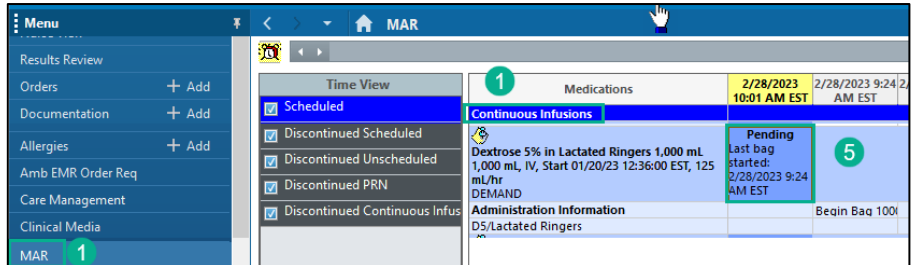 Menu
MAR
Results Review
Orders + Add
Documentation + Add
Allergies + Add
Amb EMR Order Req
Care Management
Clinical Media
MAR 1
Time View
Scheduled
Discontinued Scheduled
Discontinued Unscheduled
Discontinued PRN
Discontinued Continuous Infus
1
Medications
2/28/2023
10:01 AM EST
2/28/2023 9:24
AM EST
2/
Continuous Infusions
Dextrose 5% in Lactated Ringers 1,000 mL
1,000 mL, IV, Start 01/20/23 12:36:00 EST, 125
mL/hr
DEMAND
Pending
Last bag
started:
2/28/2023 9:24
AM EST
5
Administration Information
Begin Bag 100
D5/Lactated Ringers